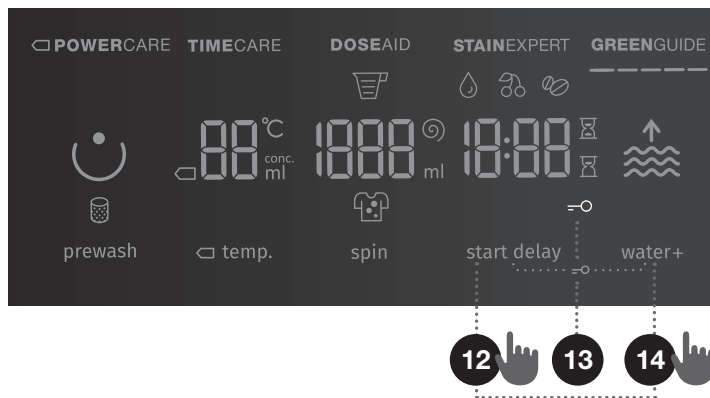 POWERCARE TIMECARE DOSEAID STAINEXPERT GREENGUIDE
88 °C 1888 18:88
conc.
ml ml
prewash temp. spin start delay water+
12 13 14